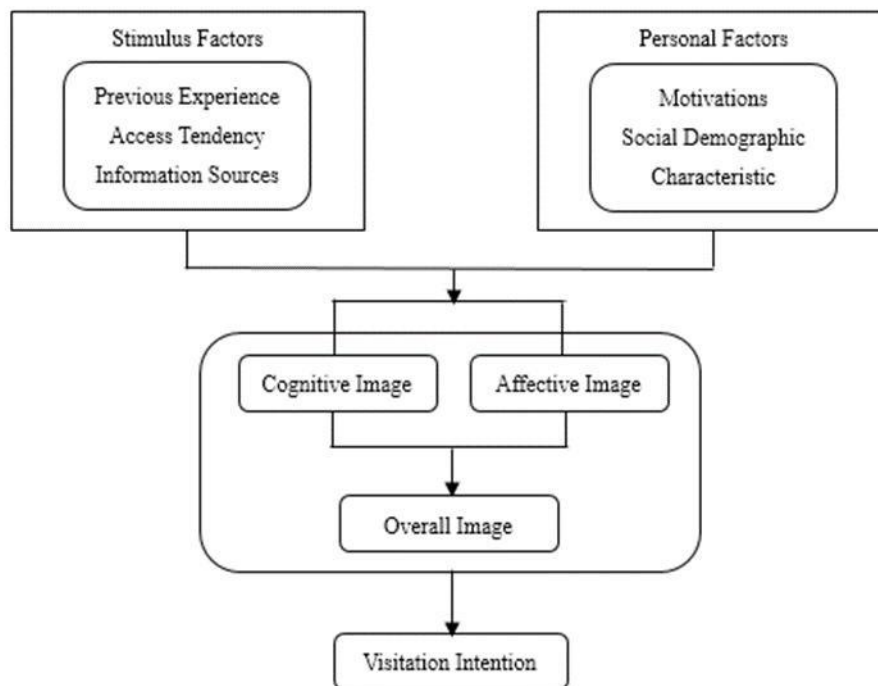 Stimulus Factors
Previous Experience
Access Tendency
Information Sources
Personal Factors
Motivations
Social Demographic
Characteristic
Cognitive Image
Affective Image
Overall Image
Visitation Intention